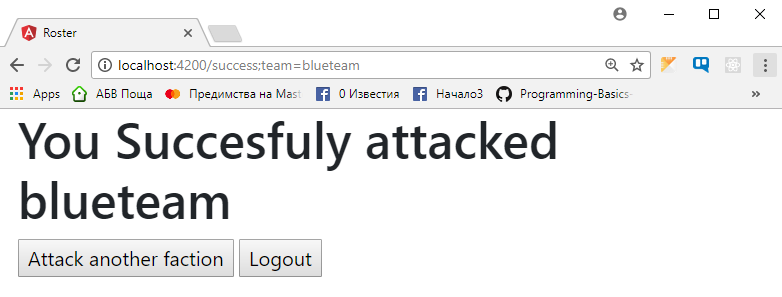 Roster
localhost:4200/success;team=blueteam
Apps АБВ Поща Предимства на Mast 0 Известия Начало3 Programming-Basics- »
You Succesfuly attacked
blueteam
Attack another faction Logout